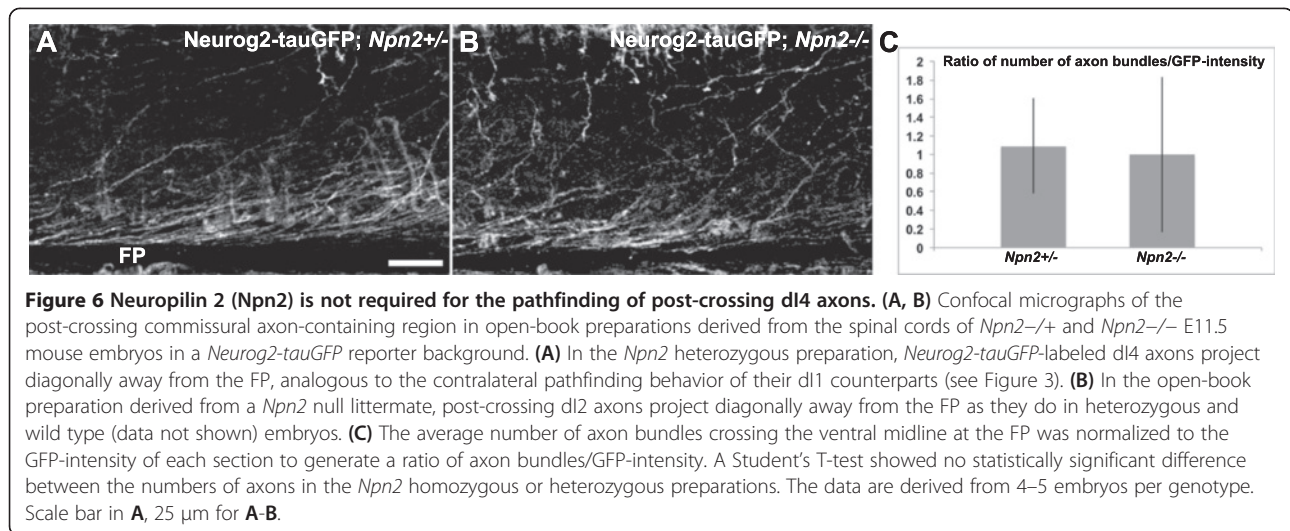 A
Neurog2-tauGFP; Npn2+/-
FP
B
Neurog2-tauGFP; Npn2-/-
C
Ratio of number of axon bundles/GFP-intensity
2
1.8
1.6
1.4
1.2
1
0.8
0.6
0.4
0.2
0
Npn2+/-
Npn2-/-
Figure 6 Neuropilin 2 (Npn2) is not required for the pathfinding of post-crossing dI4 axons. (A, B) Confocal micrographs of the
post-crossing commissural axon-containing region in open-book preparations derived from the spinal cords of Npn2−/+ and Npn2−/− E11.5
mouse embryos in a Neurog2-tauGFP reporter background. (A) In the Npn2 heterozygous preparation, Neurog2-tauGFP-labeled dI4 axons project
diagonally away from the FP, analogous to the contralateral pathfinding behavior of their dI1 counterparts (see Figure 3). (B) In the open-book
preparation derived from a Npn2 null littermate, post-crossing dI2 axons project diagonally away from the FP as they do in heterozygous and
wild type (data not shown) embryos. (C) The average number of axon bundles crossing the ventral midline at the FP was normalized to the
GFP-intensity of each section to generate a ratio of axon bundles/GFP-intensity. A Student's T-test showed no statistically significant difference
between the numbers of axons in the Npn2 homozygous or heterozygous preparations. The data are derived from 4–5 embryos per genotype.
Scale bar in A, 25 μm for A-B.